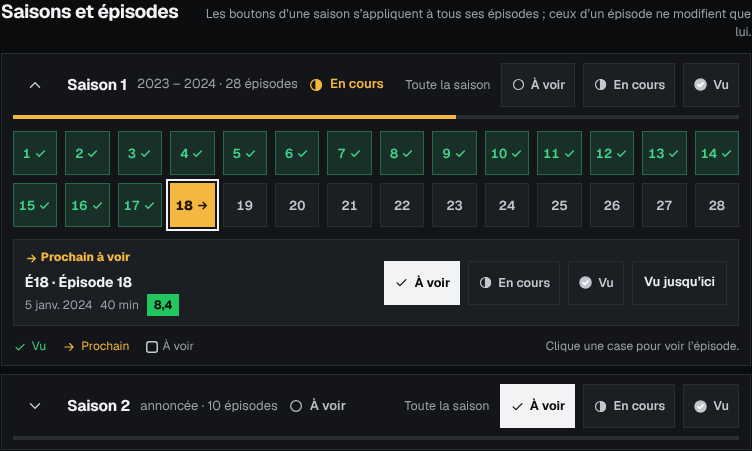 Saisons et épisodes
Les boutons d'une saison s'appliquent à tous ses épisodes ; ceux d'un épisode ne modifient que
lui.
Saison 1 2023 – 2024 · 28 épisodes En cours Toute la saison À voir En cours Vu
1 ✓ 2 ✓ 3 ✓ 4 ✓ 5 ✓ 6 ✓ 7 ✓ 8 ✓ 9 ✓ 10 ✓ 11 ✓ 12 ✓ 13 ✓ 14 ✓
15 ✓ 16 ✓ 17 ✓ 18 → 19 20 21 22 23 24 25 26 27 28
→ Prochain à voir
É18 · Épisode 18
✓ À voir En cours Vu Vu jusqu'ici
5 janv. 2024 40 min 8,4
✓ Vu → Prochain À voir Clique une case pour voir l'épisode.
Saison 2 annoncée · 10 épisodes À voir Toute la saison ✓ À voir En cours Vu